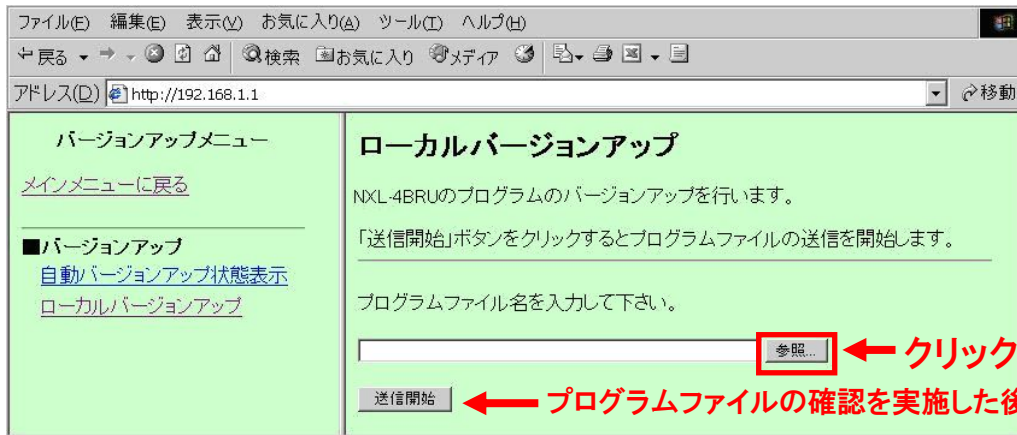 ファイル(F) 編集(E) 表示(V) お気に入り(A) ツール(T) ヘルプ(H)
戻る 検索 お気に入り メディア
アドレス(D) http://192.168.1.1 移動
バージョンアップメニュー
メインメニューに戻る
■バージョンアップ
自動バージョンアップ状態表示
ローカルバージョンアップ
ローカルバージョンアップ
NXL-4BRUのプログラムのバージョンアップを行います。
「送信開始」ボタンをクリックするとプログラムファイルの送信を開始します。
プログラムファイル名を入力して下さい。
参照... クリック
送信開始 プログラムファイルの確認を実施した後